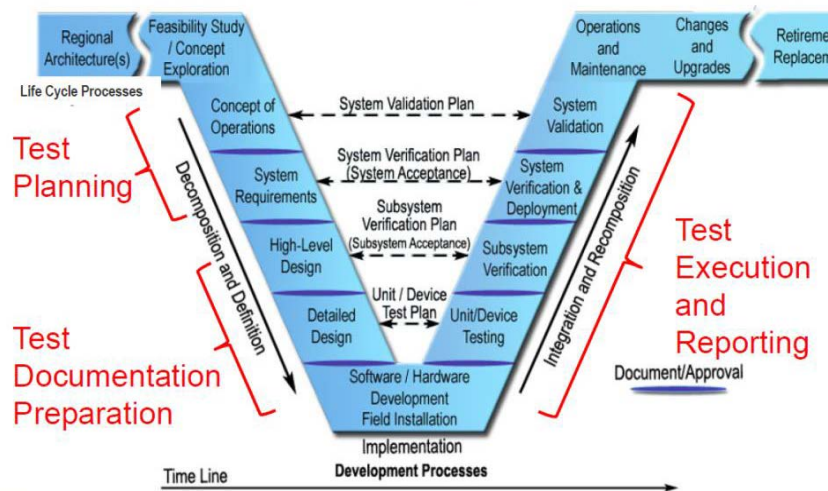 Regional
Architecture(s)
Feasibility Study
/ Concept
Exploration
Operations
and
Maintenance
Changes
and
Upgrades
Retireme
Replacem
Life Cycle Processes
Concept of
Operations
System Validation Plan
System
Validation
Test
Planning
System
Requirements
System Verification Plan
(System Acceptance)
System
Verification &
Deployment
Decomposition and Definition
High-Level
Design
Subsystem
Verification Plan
(Subsystem Acceptance)
Subsystem
Verification
Integration and Recomposition
Test
Execution
and
Reporting
Test
Documentation
Preparation
Detailed
Design
Unit / Device
Test Plan
Unit/Device
Testing
Software / Hardware
Development
Field Installation
Document/Approval
Implementation
Time Line
Development Processes